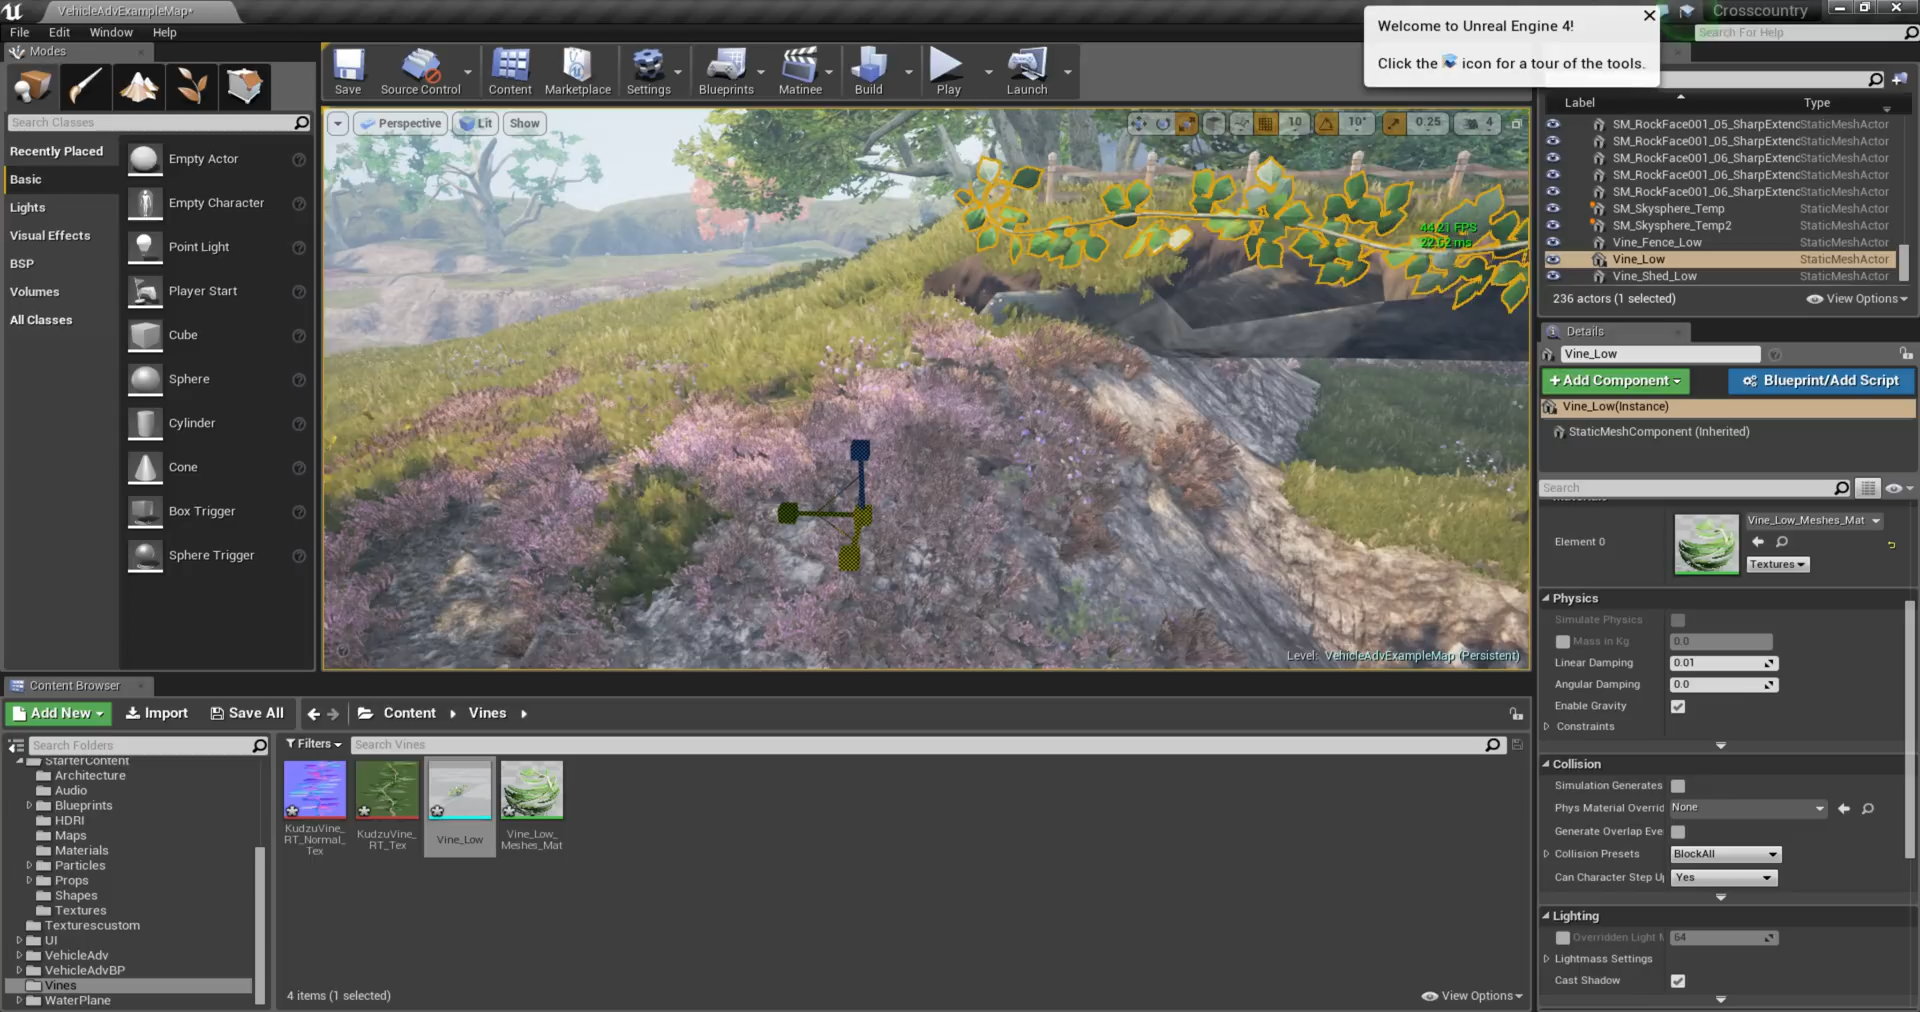 VehicleAdvExampleMap*
Crosscountry
File Edit Window Help
Search For Help
Welcome to Unreal Engine 4!
Click the icon for a tour of the tools.
Modes
Search Classes
Recently Placed
Basic
Lights
Visual Effects
BSP
Volumes
All Classes
Empty Actor
Empty Character
Point Light
Player Start
Cube
Sphere
Cylinder
Cone
Box Trigger
Sphere Trigger
Save
Source Control
Content
Marketplace
Settings
Blueprints
Matinee
Build
Play
Launch
Perspective
Lit
Show
10
10°
0.25
4
44.21 FPS
22.62 ms
Level: VehicleAdvExampleMap (Persistent)
Label Type
SM_RockFace001_05_SharpExtenc StaticMeshActor
SM_RockFace001_05_SharpExtenc StaticMeshActor
SM_RockFace001_06_SharpExtenc StaticMeshActor
SM_RockFace001_06_SharpExtenc StaticMeshActor
SM_RockFace001_06_SharpExtenc StaticMeshActor
SM_Skysphere_Temp StaticMeshActor
SM_Skysphere_Temp2 StaticMeshActor
Vine_Fence_Low StaticMeshActor
Vine_Low StaticMeshActor
Vine_Shed_Low StaticMeshActor
236 actors (1 selected)
View Options
Details
Vine_Low
+Add Component
Blueprint/Add Script
Vine_Low(Instance)
StaticMeshComponent (Inherited)
Search
Element 0
Vine_Low_Meshes_Mat
Textures
Physics
Simulate Physics
Mass in Kg 0.0
Linear Damping 0.01
Angular Damping 0.0
Enable Gravity
Constraints
Collision
Simulation Generates
Phys Material Overrid None
Generate Overlap Eve
Collision Presets BlockAll
Can Character Step U Yes
Lighting
Overridden Light M 64
Lightmass Settings
Cast Shadow
Content Browser
Add New
Import
Save All
Content
Vines
Search Folders
StarterContent
Architecture
Audio
Blueprints
HDRI
Maps
Materials
Particles
Props
Shapes
Textures
Texturescustom
UI
VehicleAdv
VehicleAdvBP
Vines
WaterPlane
Filters
Search Vines
KudzuVine_
RT_Normal_
Tex
KudzuVine_
RT_Tex
Vine_Low
Vine_Low_
Meshes_Mat
4 items (1 selected)
View Options